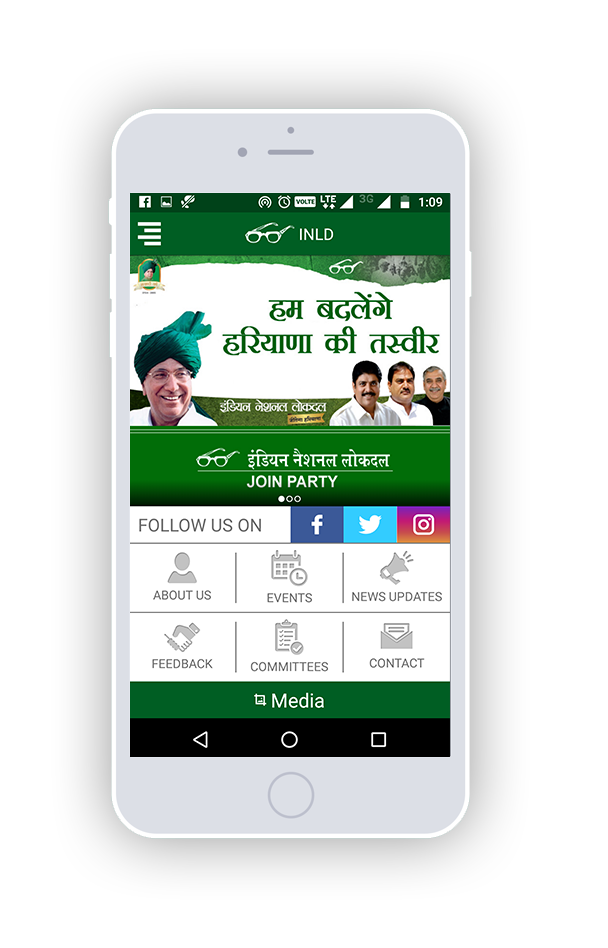 VOLTE LTE 3G 1:09
INLD
हम बदलेंगे
हरियाणा की तस्वीर
इंडियन नेशनल लोकदल
इंडियन नैशनल लोकदल
JOIN PARTY
FOLLOW US ON
ABOUT US EVENTS NEWS UPDATES
FEEDBACK COMMITTEES CONTACT
Media